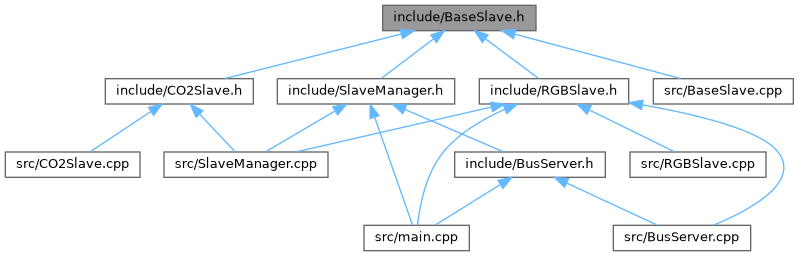 include/BaseSlave.h
include/CO2Slave.h
include/SlaveManager.h
include/RGBSlave.h
src/BaseSlave.cpp
src/CO2Slave.cpp
src/SlaveManager.cpp
include/BusServer.h
src/RGBSlave.cpp
src/main.cpp
src/BusServer.cpp